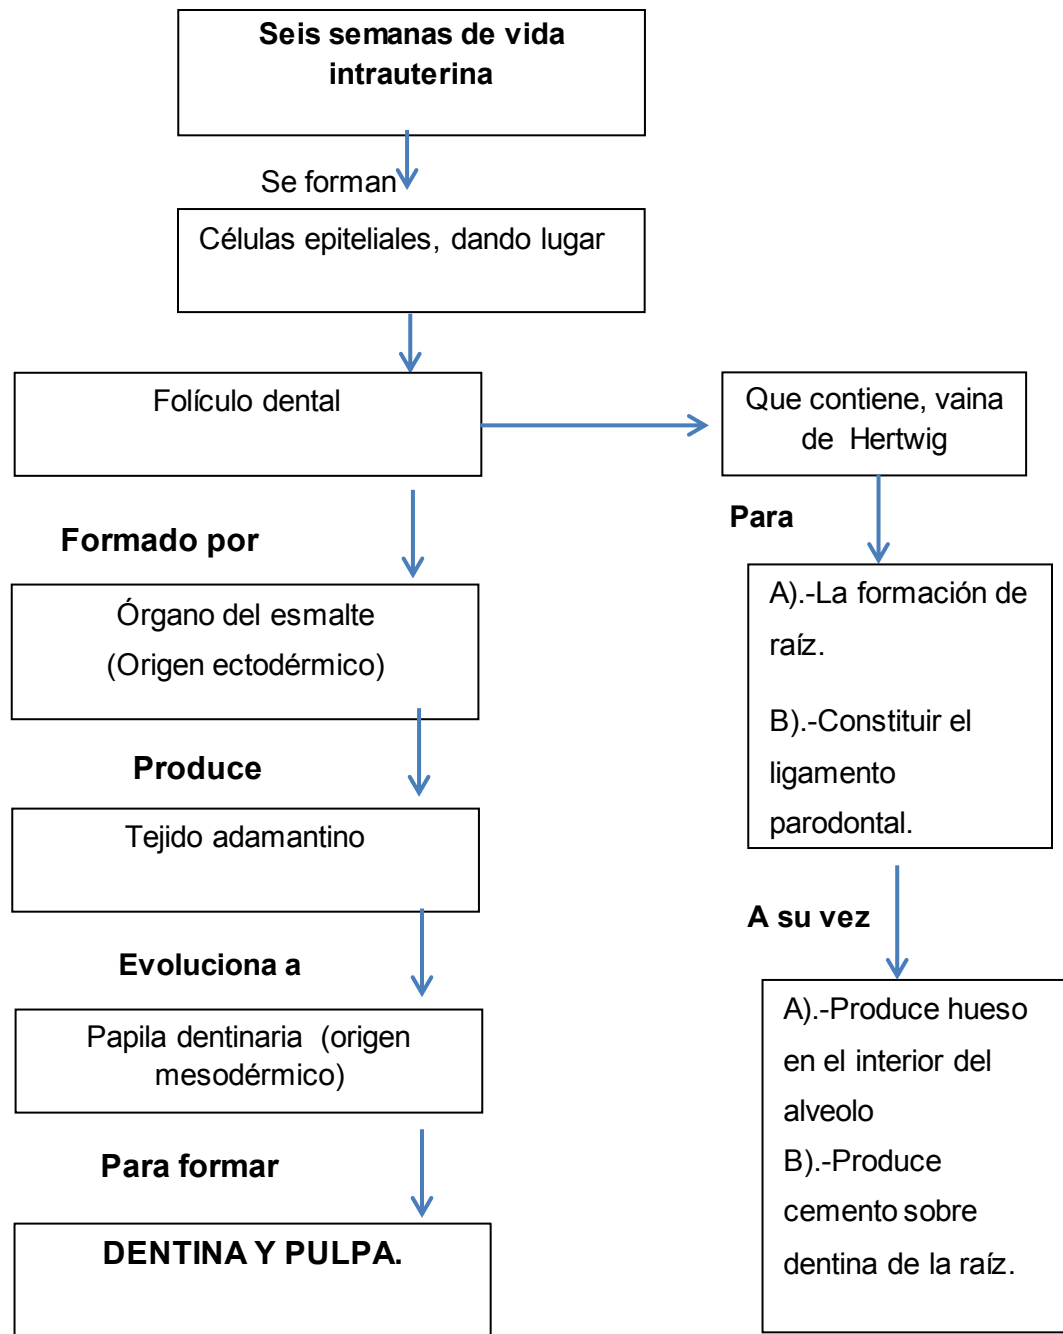 Seis semanas de vida
intrauterina
Se forman
Células epiteliales, dando lugar
Folículo dental
Que contiene, vaina
de Hertwig
Formado por
Para
Órgano del esmalte
(Origen ectodérmico)
A).-La formación de
raíz.
B).-Constituir el
ligamento
parodontal.
Produce
Tejido adamantino
A su vez
Evoluciona a
A).-Produce hueso
en el interior del
alveolo
B).-Produce
cemento sobre
dentina de la raíz.
Papila dentinaria (origen
mesodérmico)
Para formar
DENTINA Y PULPA.